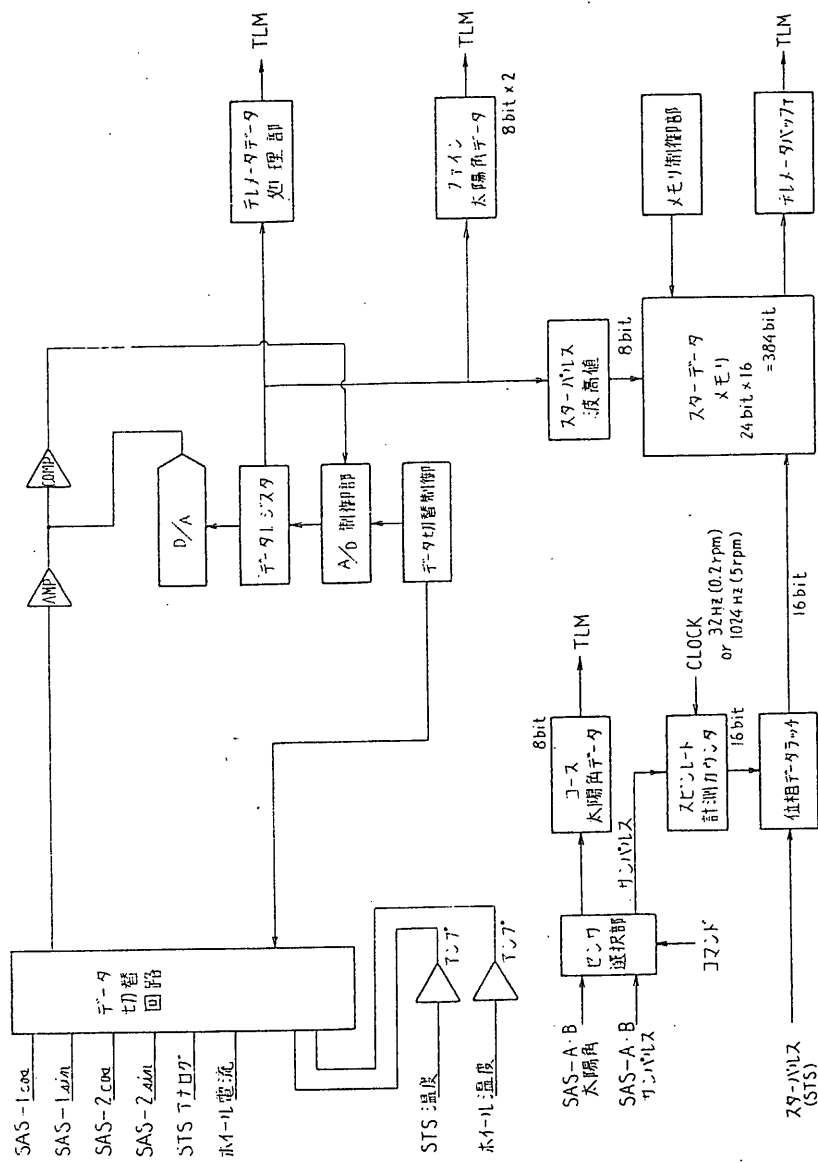 SAS-1 cos
SAS-1 sin
SAS-2 cos
SAS-2 sin
STS アナログ
ホイール電流
データ
切替
回路
STS 温度
アンプ
ホイール温度
アンプ
AMP
COMP
D/A
データレジスタ
A/D 制御部
データ切替制御
テレメータデータ
処理部
TLM
ファイン
太陽角データ
TLM
8bit×2
SAS-A・B
太陽角
SAS-A・B
サンパルス
センサ
選択部
コマンド
サンパルス
コース
太陽角データ
8bit
TLM
スピンレート
計測カウンタ
CLOCK
32Hz (0.2rpm)
or 1024Hz (5rpm)
16bit
スターパルス
(STS)
位相データラッチ
16bit
スターパルス
波高値
8bit
スターデータ
メモリ
24bit×16
=384bit
メモリ制御部
テレメータバッファ
TLM